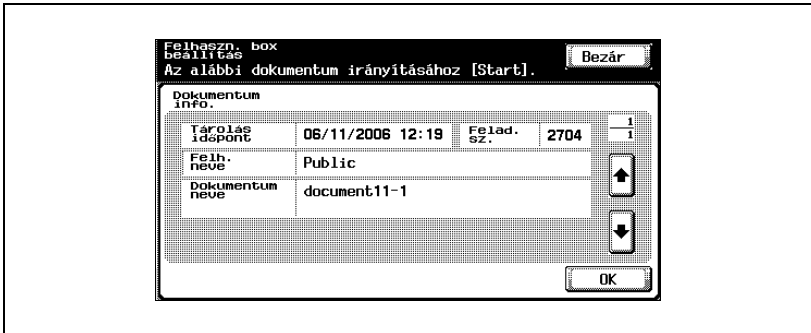 Felhaszn. box
beállítás
Bezár
Az alábbi dokumentum irányításához [Start].
Dokumentum
info.
Tárolás
időpont
06/11/2006 12:19
Felad.
sz.
2704
1
1
Felh.
neve
Public
Dokumentum
neve
document11-1
OK